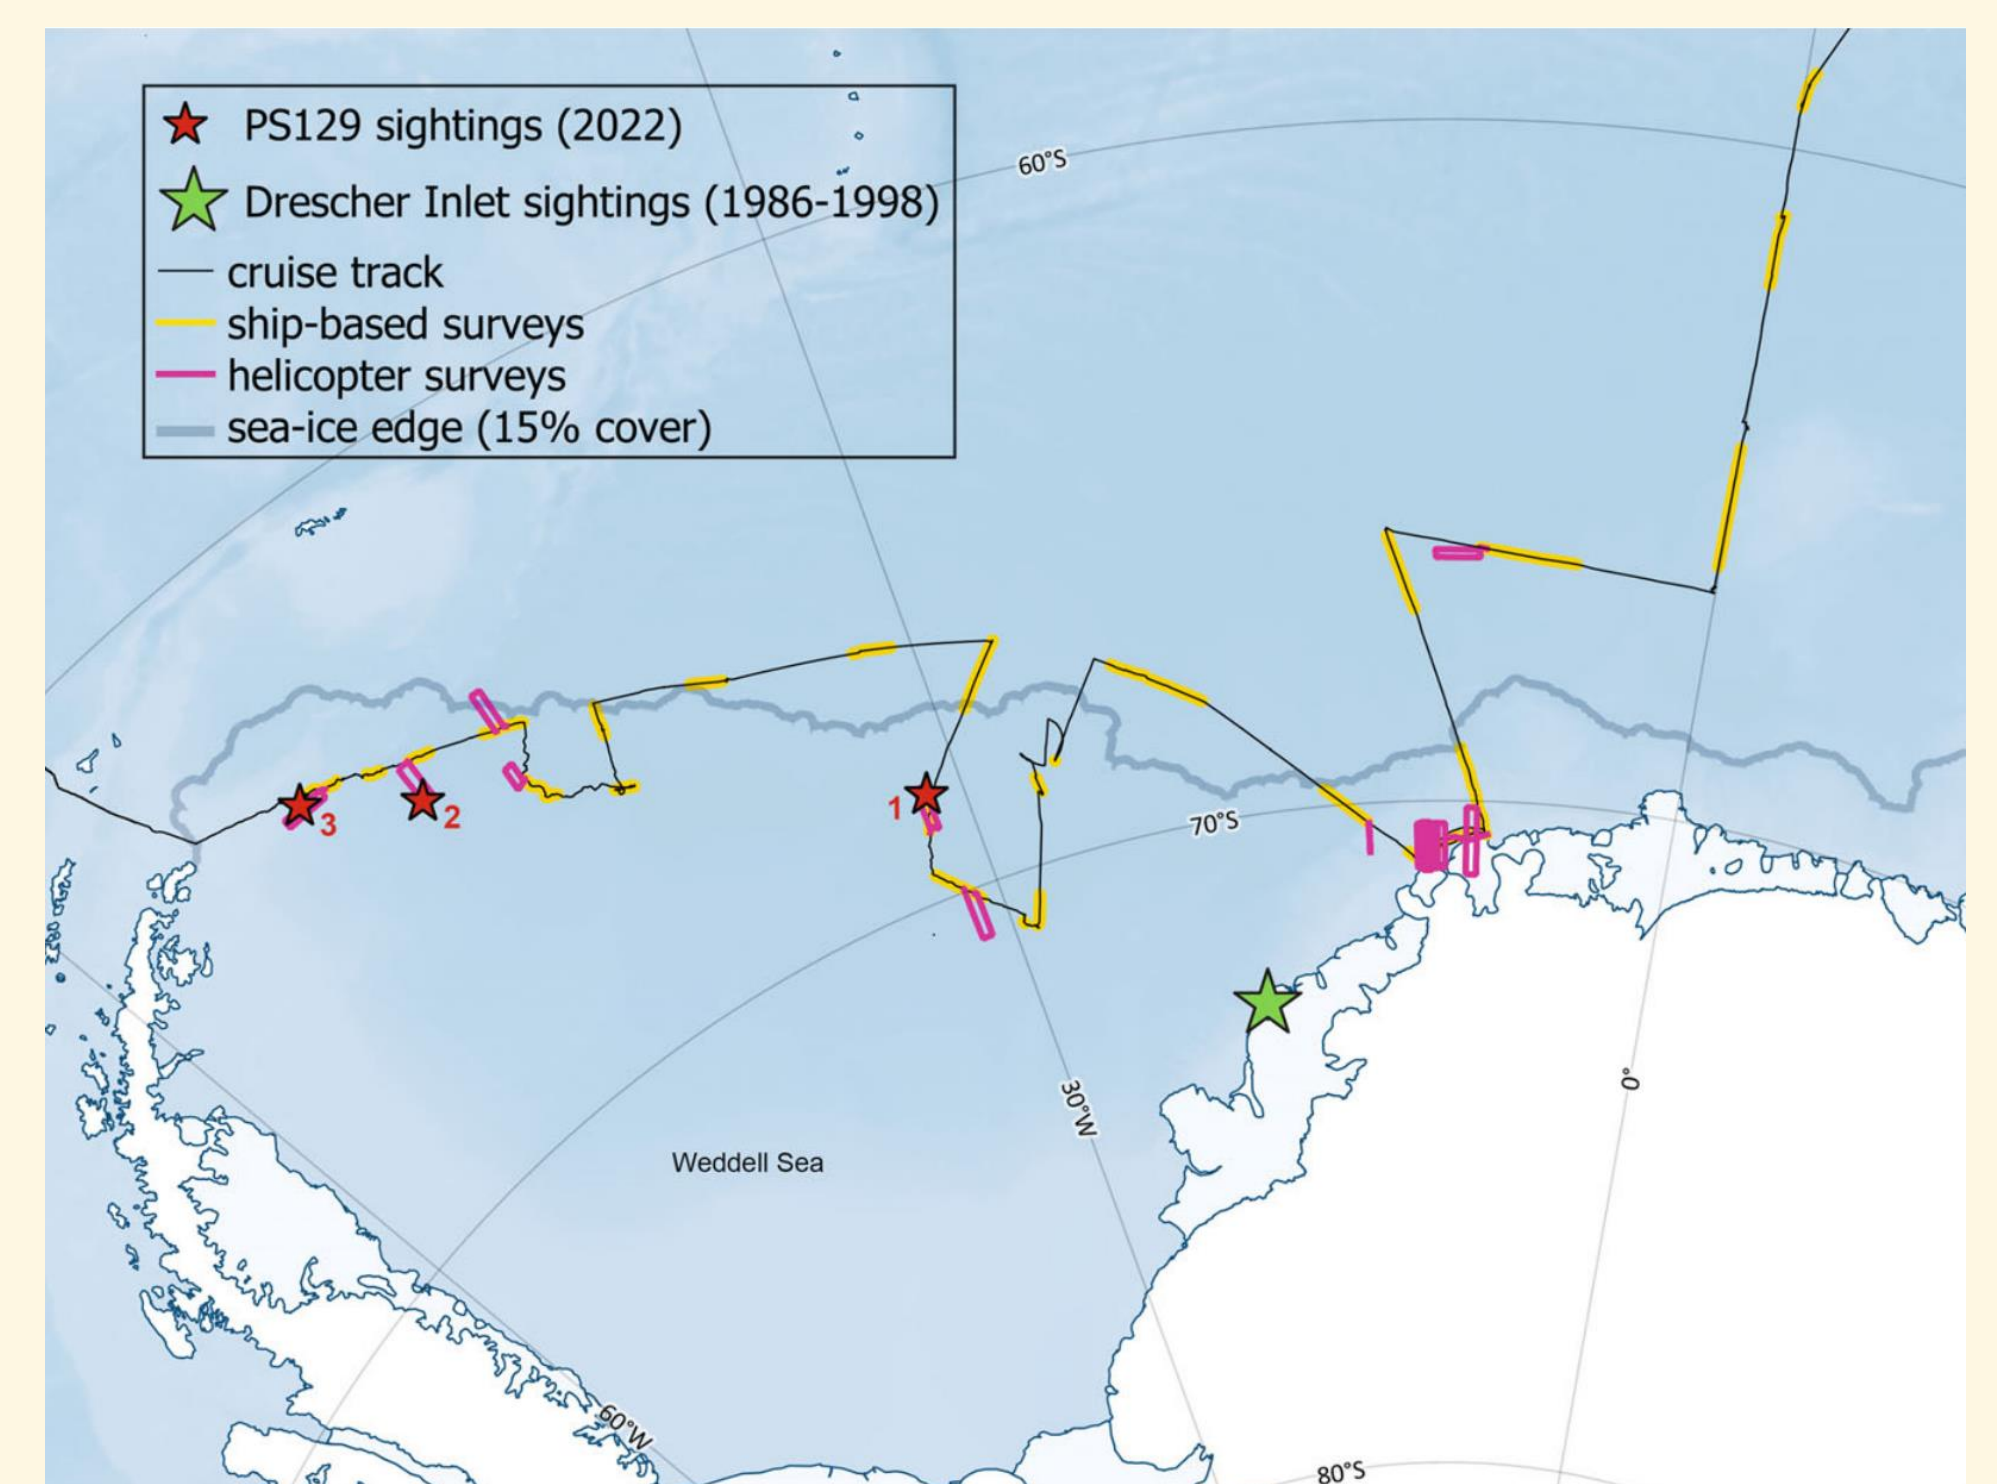 PS129 sightings (2022)
Drescher Inlet sightings (1986-1998)
cruise track
ship-based surveys
helicopter surveys
sea-ice edge (15% cover)
60°S
3
2
1
70°S
30°W
0°
Weddell Sea
60°W
80°S